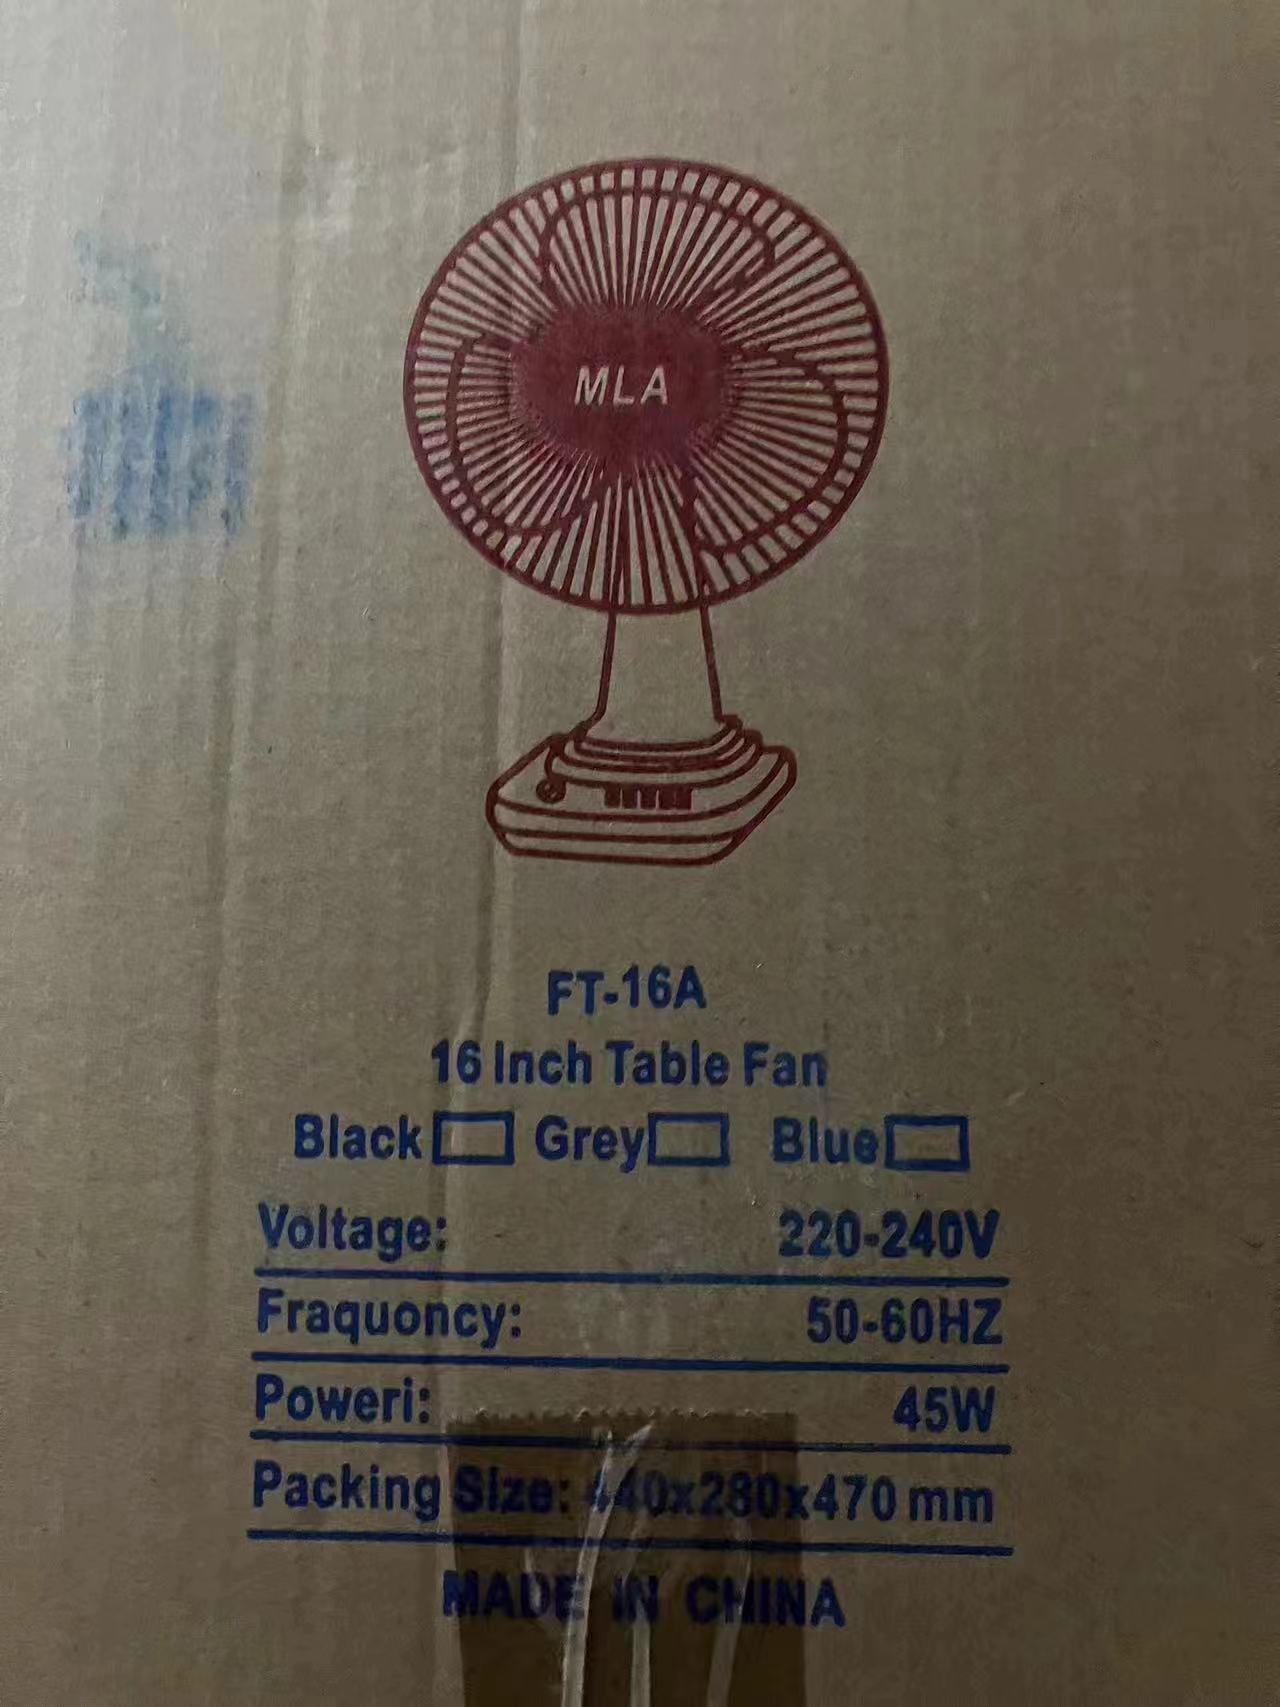 MLA
FT-16A
16 Inch Table Fan
Black Grey Blue
Voltage: 220-240V
Fraquoncy: 50-60HZ
Poweri: 45W
Packing Size: 440x280x470 mm
MADE IN CHINA